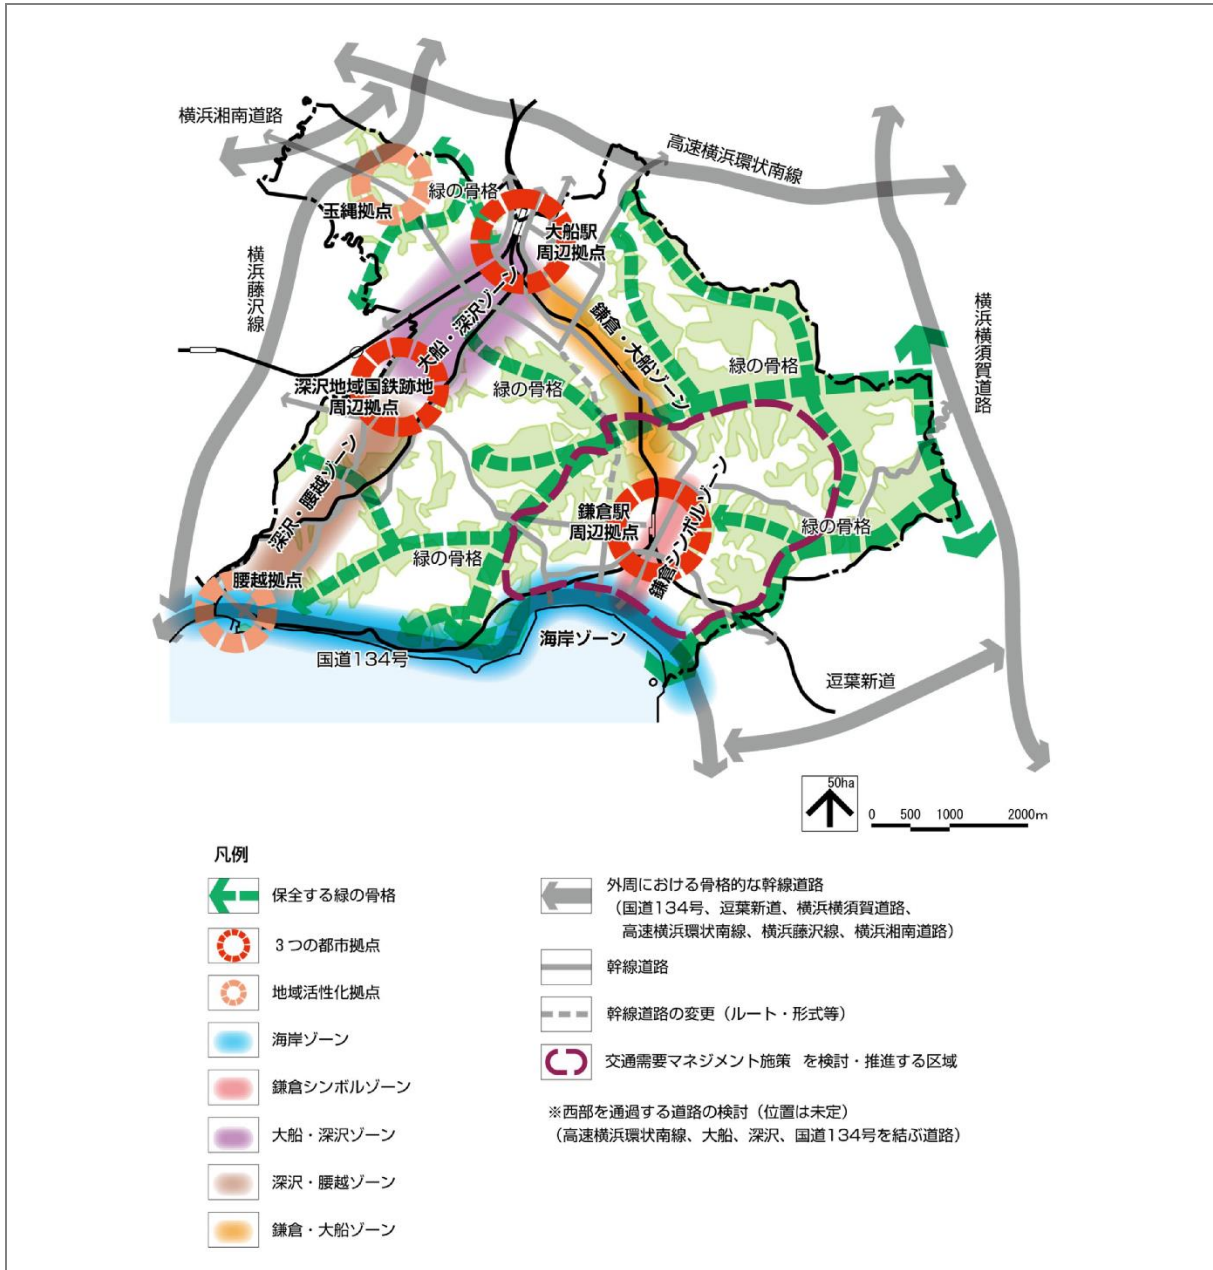 横浜湘南道路
高速横浜環状南線
緑の骨格
玉縄拠点
大船駅
周辺拠点
横浜藤沢線
大船・深沢ゾーン
鎌倉・大船ゾーン
横浜横須賀道路
緑の骨格
深沢地域国鉄跡地
周辺拠点
緑の骨格
深沢・腰越ゾーン
鎌倉駅
周辺拠点
鎌倉シンボルゾーン
緑の骨格
緑の骨格
腰越拠点
海岸ゾーン
国道134号
逗葉新道
50ha
0 500 1000 2000m
凡例
保全する緑の骨格
3つの都市拠点
地域活性化拠点
海岸ゾーン
鎌倉シンボルゾーン
大船・深沢ゾーン
深沢・腰越ゾーン
鎌倉・大船ゾーン
外周における骨格的な幹線道路
(国道134号、逗葉新道、横浜横須賀道路、
高速横浜環状南線、横浜藤沢線、横浜湘南道路)
幹線道路
幹線道路の変更(ルート・形式等)
交通需要マネジメント施策 を検討・推進する区域
※西部を通過する道路の検討(位置は未定)
(高速横浜環状南線、大船、深沢、国道134号を結ぶ道路)